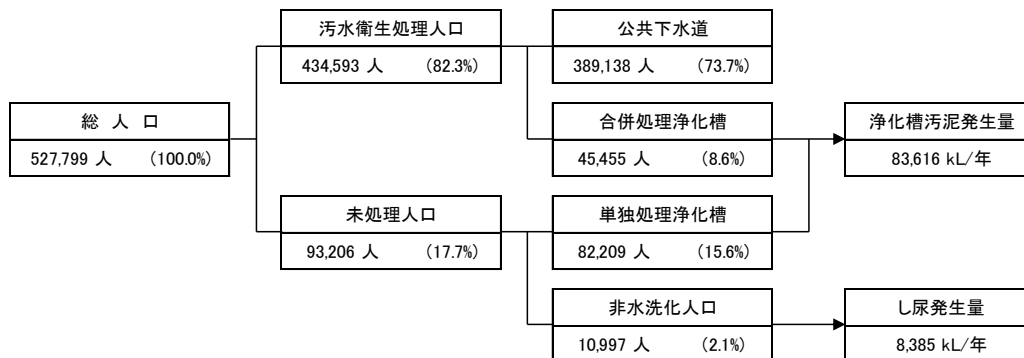 汚水衛生処理人口
434,593 人 （82.3%）
公共下水道
389,138 人 （73.7%）
総 人 口
527,799 人 （100.0%）
合併処理浄化槽
45,455 人 （8.6%）
浄化槽汚泥発生量
83,616 kL/年
未処理人口
93,206 人 （17.7%）
単独処理浄化槽
82,209 人 （15.6%）
非水洗化人口
10,997 人 （2.1%）
し尿発生量
8,385 kL/年